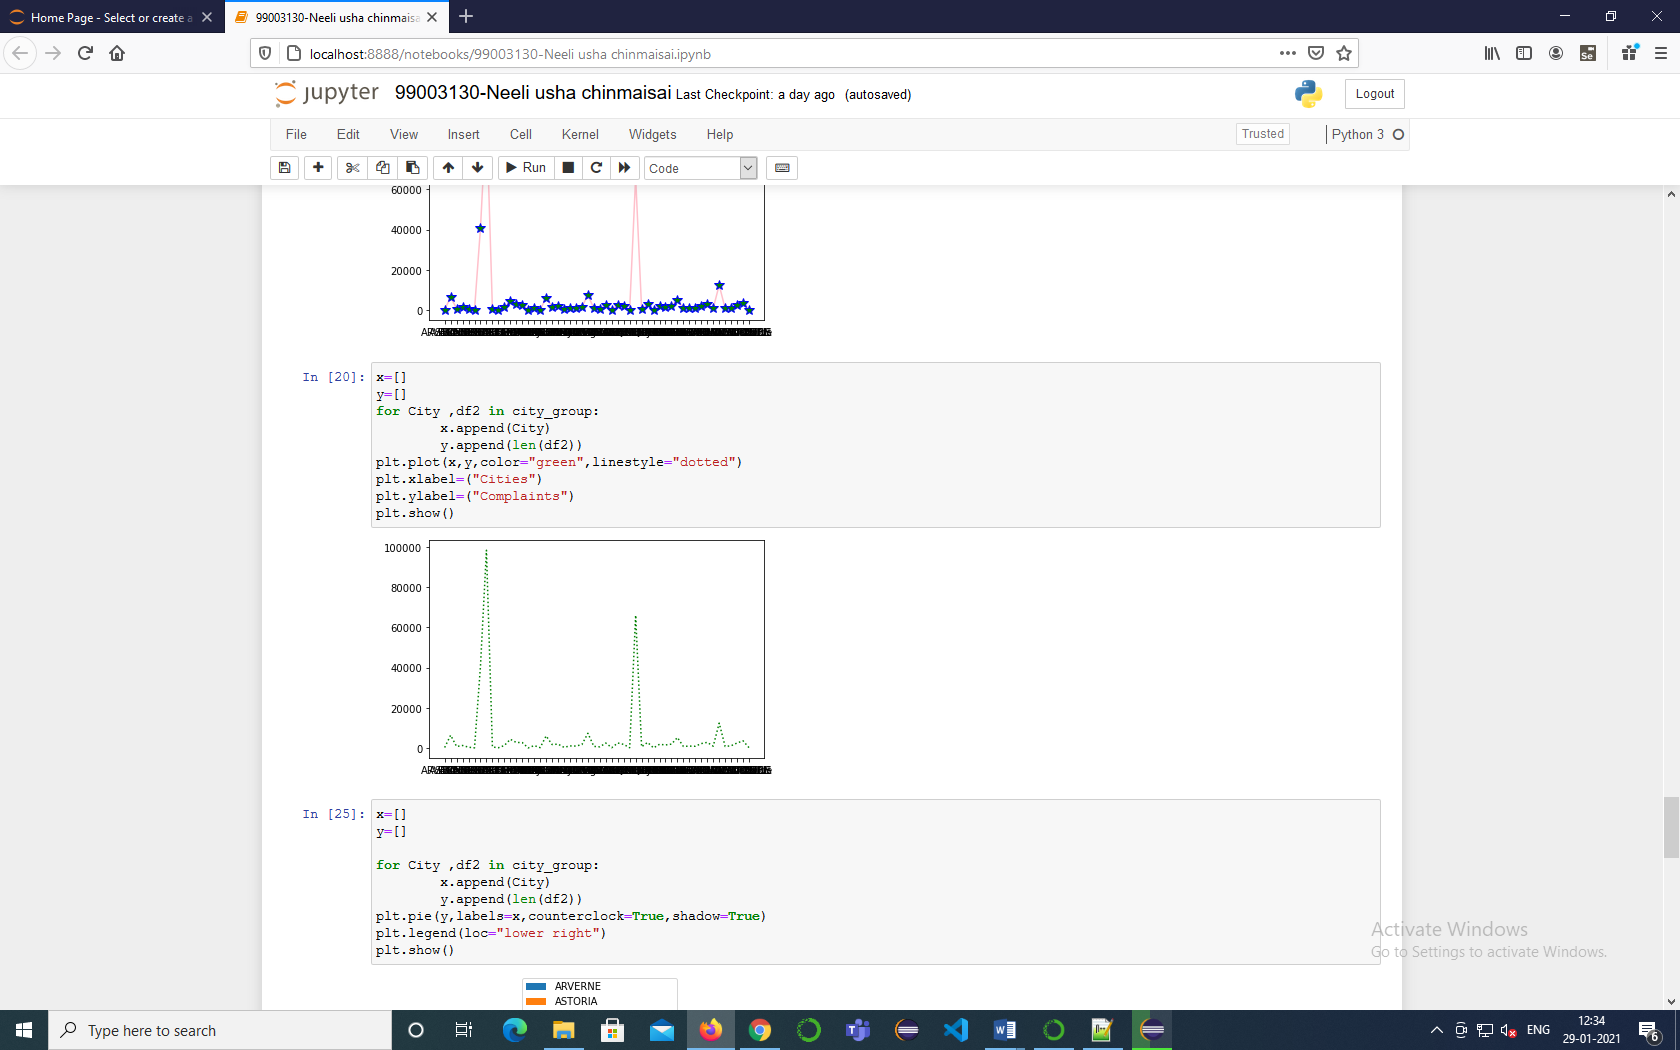 Home Page - Select or create a
99003130-Neeli usha chinmaisa
localhost:8888/notebooks/99003130-Neeli usha chinmaisai.ipynb
Se
jupyter 99003130-Neeli usha chinmaisai Last Checkpoint: a day ago (autosaved)
Logout
File Edit View Insert Cell Kernel Widgets Help
Trusted Python 3
Run Code
60000
40000
20000
0
In [20]: x=[]
y=[]
for City ,df2 in city_group:
x.append(City)
y.append(len(df2))
plt.plot(x,y,color="green",linestyle="dotted")
plt.xlabel=("Cities")
plt.ylabel=("Complaints")
plt.show()
100000
80000
60000
40000
20000
0
In [25]: x=[]
y=[]
for City ,df2 in city_group:
x.append(City)
y.append(len(df2))
plt.pie(y,labels=x,counterclock=True,shadow=True)
plt.legend(loc="lower right")
plt.show()
ARVERNE
ASTORIA
Activate Windows
Go to Settings to activate Windows.
Type here to search
ENG
12:34
29-01-2021
6